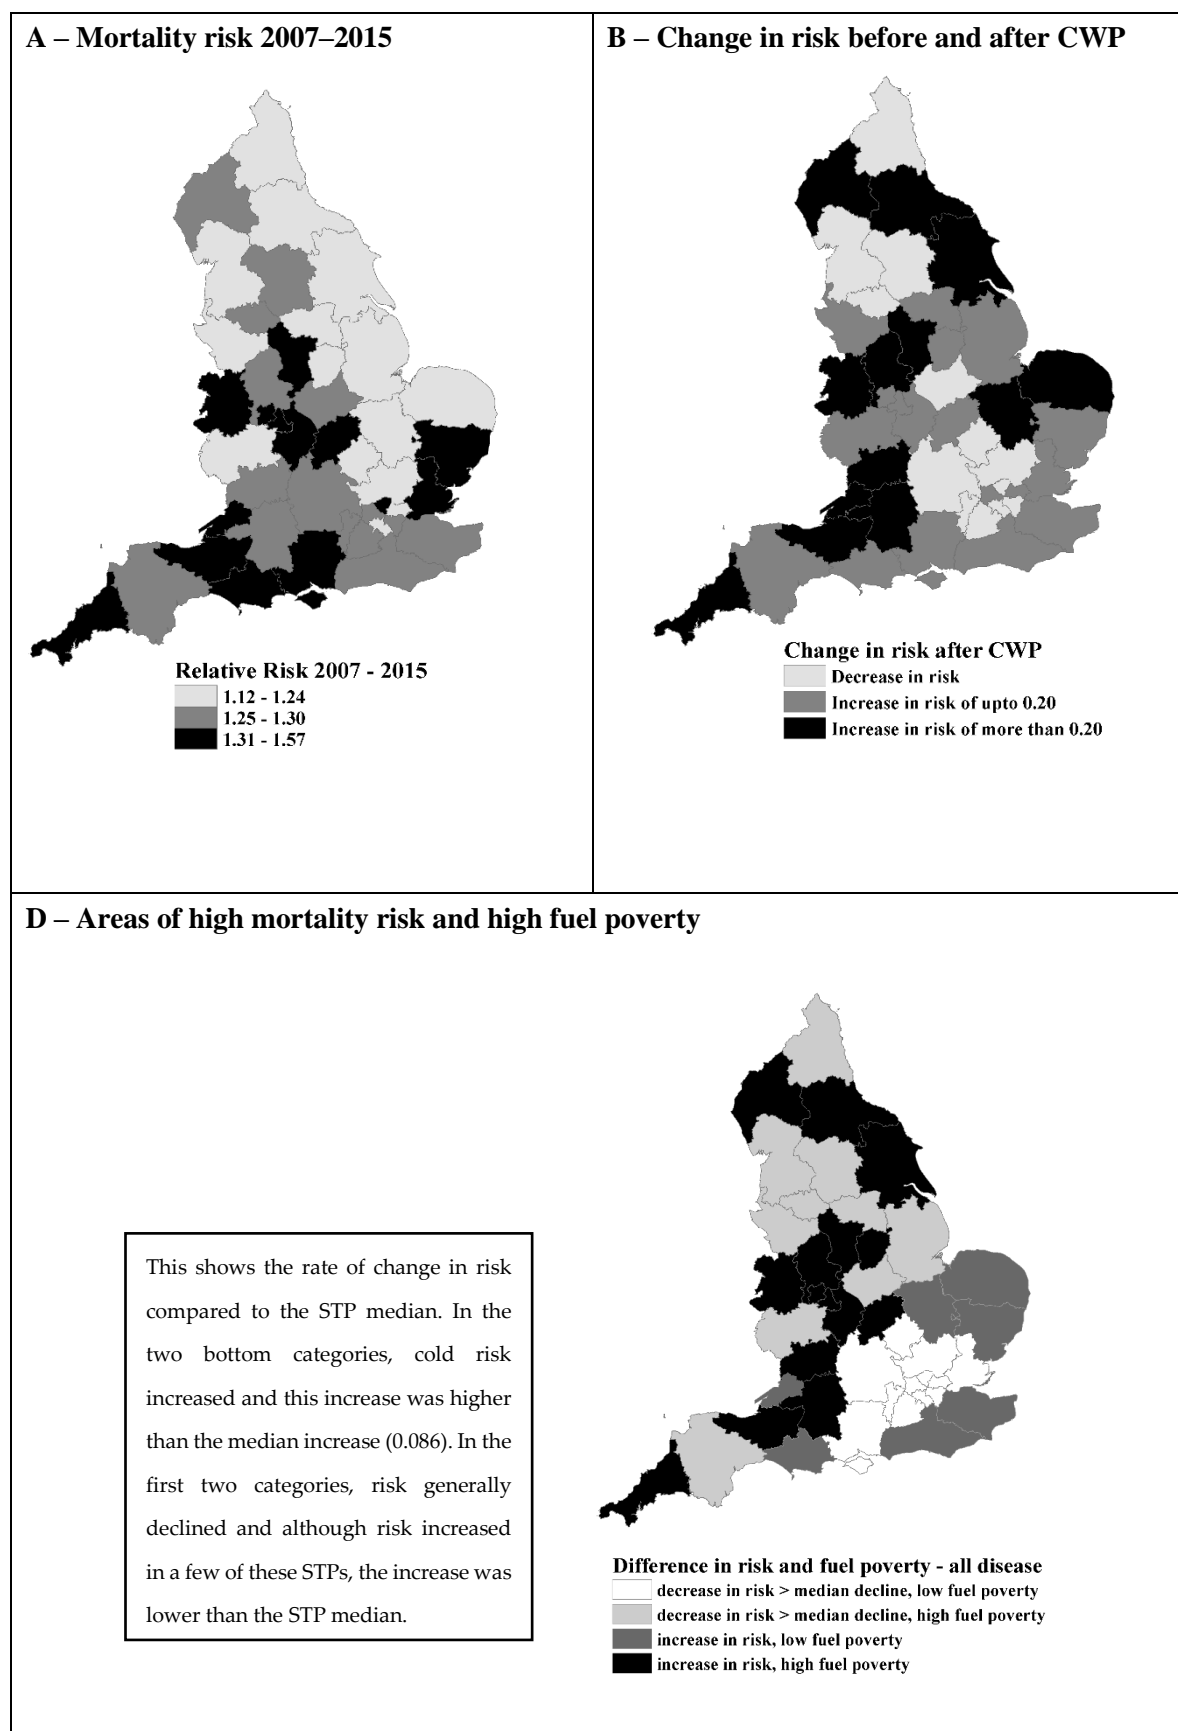 A – Mortality risk 2007–2015
B – Change in risk before and after CWP
Relative Risk 2007 - 2015
1.12 - 1.24
1.25 - 1.30
1.31 - 1.57
Change in risk after CWP
Decrease in risk
Increase in risk of upto 0.20
Increase in risk of more than 0.20
D – Areas of high mortality risk and high fuel poverty
This shows the rate of change in risk
compared to the STP median. In the
two bottom categories, cold risk
increased and this increase was higher
than the median increase (0.086). In the
first two categories, risk generally
declined and although risk increased
in a few of these STPs, the increase was
lower than the STP median.
Difference in risk and fuel poverty - all disease
decrease in risk > median decline, low fuel poverty
decrease in risk > median decline, high fuel poverty
increase in risk, low fuel poverty
increase in risk, high fuel poverty